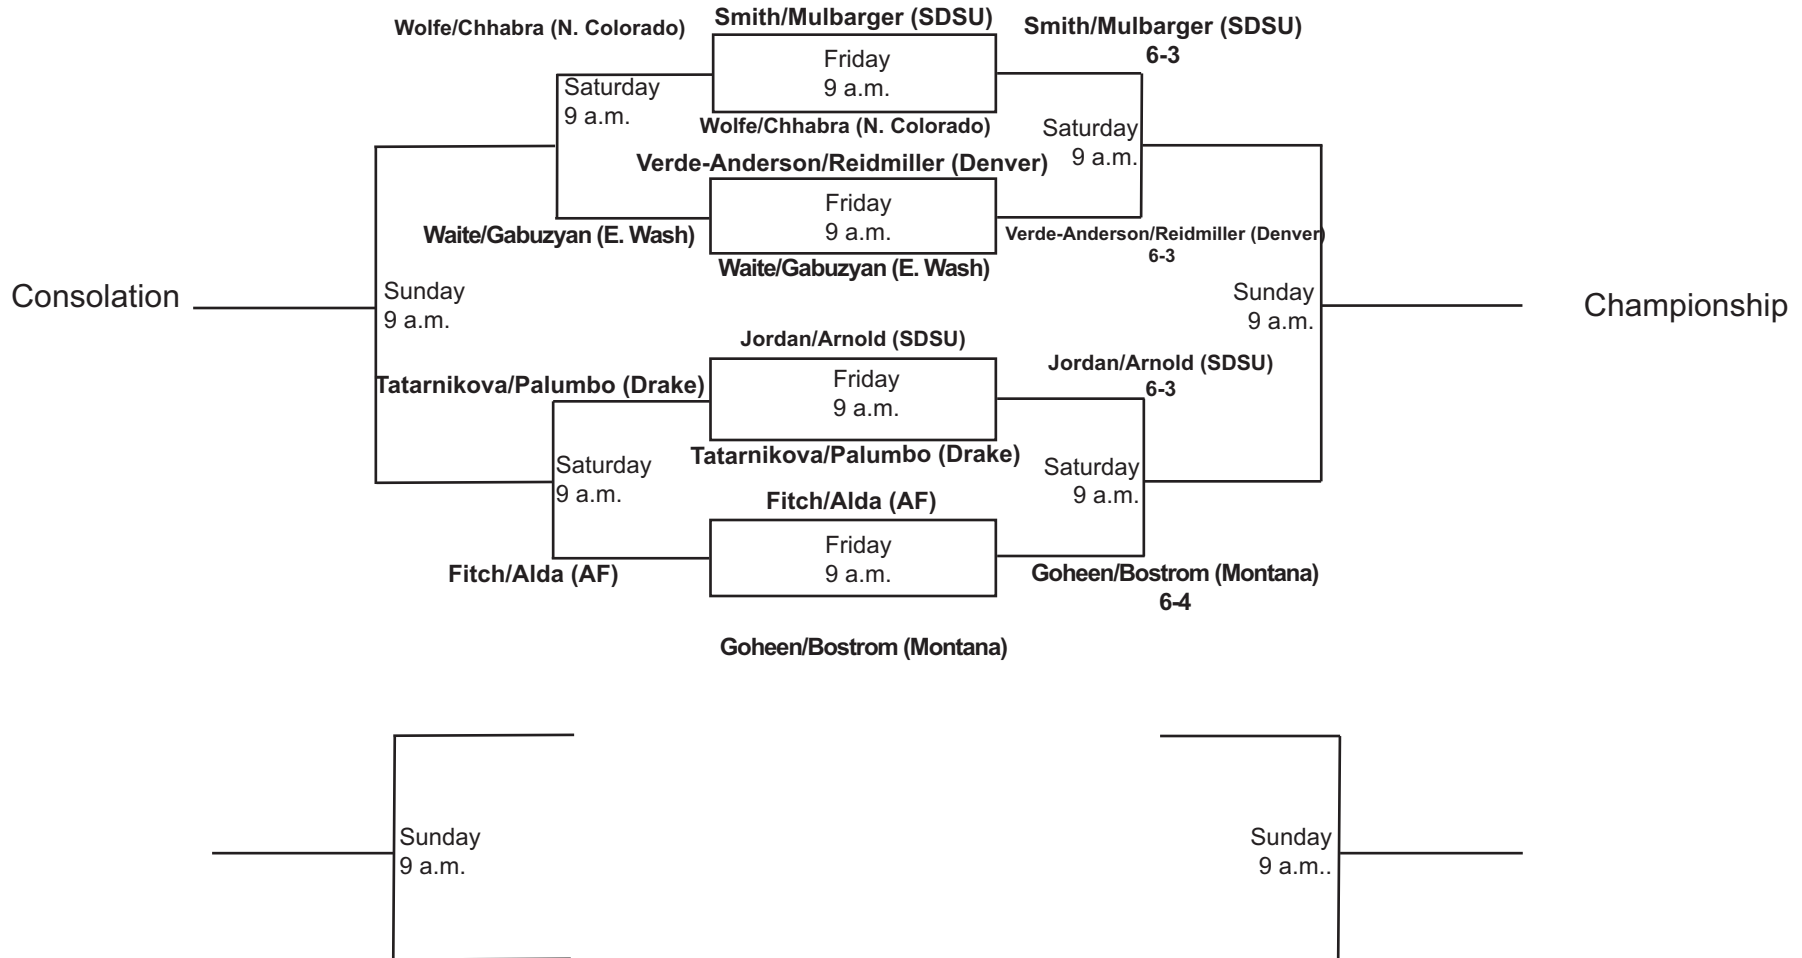 Smith/Mulbarger (SDSU)
Wolfe/Chhabra (N. Colorado)
Smith/Mulbarger (SDSU)
6-3
Friday
9 a.m.
Saturday
9 a.m.
Wolfe/Chhabra (N. Colorado)
Saturday
9 a.m.
Verde-Anderson/Reidmiller (Denver)
Friday
9 a.m.
Waite/Gabuzyan (E. Wash)
Verde-Anderson/Reidmiller (Denver)
6-3
Waite/Gabuzyan (E. Wash)
Consolation
Sunday
9 a.m.
Sunday
9 a.m.
Championship
Jordan/Arnold (SDSU)
Jordan/Arnold (SDSU)
6-3
Tatarnikova/Palumbo (Drake)
Friday
9 a.m.
Tatarnikova/Palumbo (Drake)
Saturday
9 a.m.
Saturday
9 a.m.
Fitch/Alda (AF)
Friday
9 a.m.
Fitch/Alda (AF)
Goheen/Bostrom (Montana)
6-4
Goheen/Bostrom (Montana)
Sunday
9 a.m.
Sunday
9 a.m..